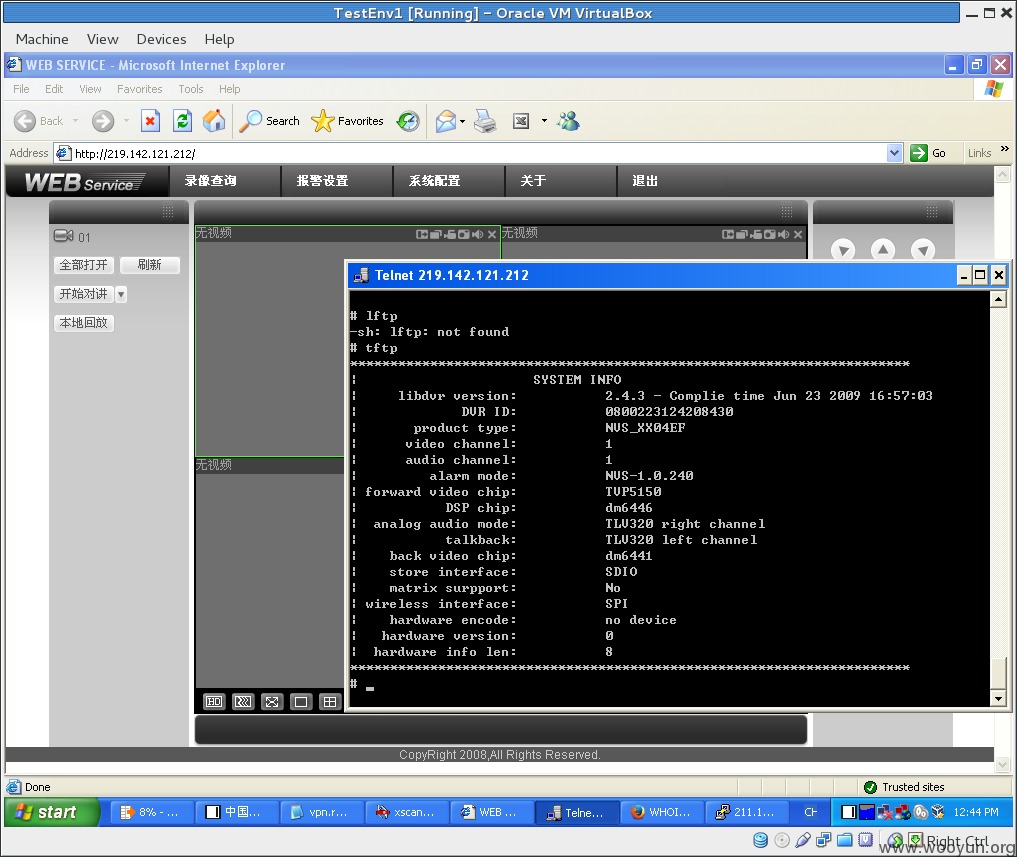 TestEnv1 [Running] - Oracle VM VirtualBox
Machine View Devices Help
WEB SERVICE - Microsoft Internet Explorer
File Edit View Favorites Tools Help
Back Search Favorites
Address http://219.142.121.212/ Go Links »
WEB Service 录像查询 报警设置 系统配置 关于 退出
01
全部打开 刷新
开始对讲
本地回放
无视频
无视频
无视频
Telnet 219.142.121.212
# lftp
-sh: lftp: not found
# tftp
**********************************************************************
¦ SYSTEM INFO
¦ libdvr version: 2.4.3 - Complie time Jun 23 2009 16:57:03
¦ DVR ID: 0800223124208430
¦ product type: NVS_XX04EF
¦ video channel: 1
¦ audio channel: 1
¦ alarm mode: NVS-1.0.240
¦ forward video chip: TVP5150
¦ DSP chip: dm6446
¦ analog audio mode: TLV320 right channel
¦ talkback: TLV320 left channel
¦ back video chip: dm6441
¦ store interface: SDIO
¦ matrix surpport: No
¦ wireless interface: SPI
¦ hardware encode: no device
¦ hardware version: 0
¦ hardware info len: 8
**********************************************************************
# _
HD
CopyRight 2008,All Rights Reserved.
Done Trusted sites
start 8% - ... 中国... vpn.r... xscan... WEB ... Telne... WHOI... 211.1... CH 12:44 PM
Right Ctrl
www.wooyun.org